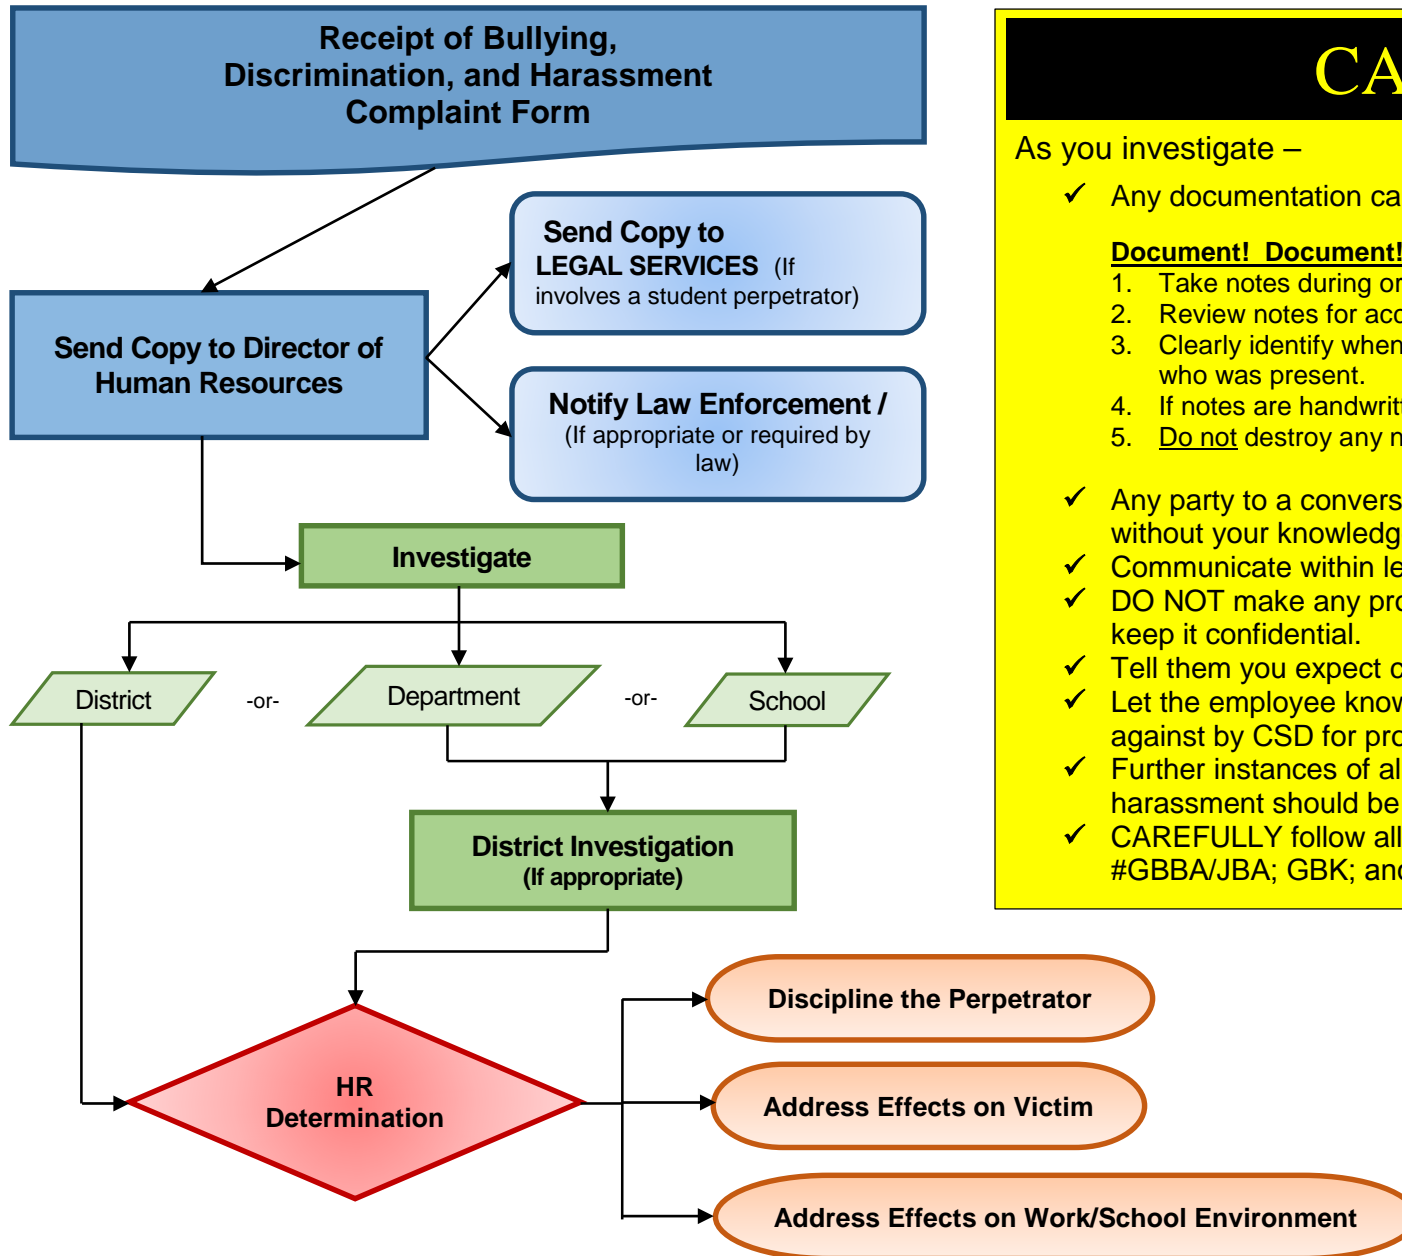 Receipt of Bullying,
Discrimination, and Harassment
Complaint Form
Send Copy to
LEGAL SERVICES (If
involves a student perpetrator)
Send Copy to Director of
Human Resources
Notify Law Enforcement /
(If appropriate or required by
law)
Investigate
District
-or-
Department
-or-
School
District Investigation
(If appropriate)
HR
Determination
Discipline the Perpetrator
Address Effects on Victim
Address Effects on Work/School Environment
CA
As you investigate –
✓ Any documentation ca
Document! Document!
1. Take notes during or
2. Review notes for acc
3. Clearly identify when
who was present.
4. If notes are handwrit
5. Do not destroy any n
✓ Any party to a convers
without your knowledg
✓ Communicate within le
✓ DO NOT make any pro
keep it confidential.
✓ Tell them you expect c
✓ Let the employee know
against by CSD for pro
✓ Further instances of al
harassment should be
✓ CAREFULLY follow all
#GBBA/JBA; GBK; and